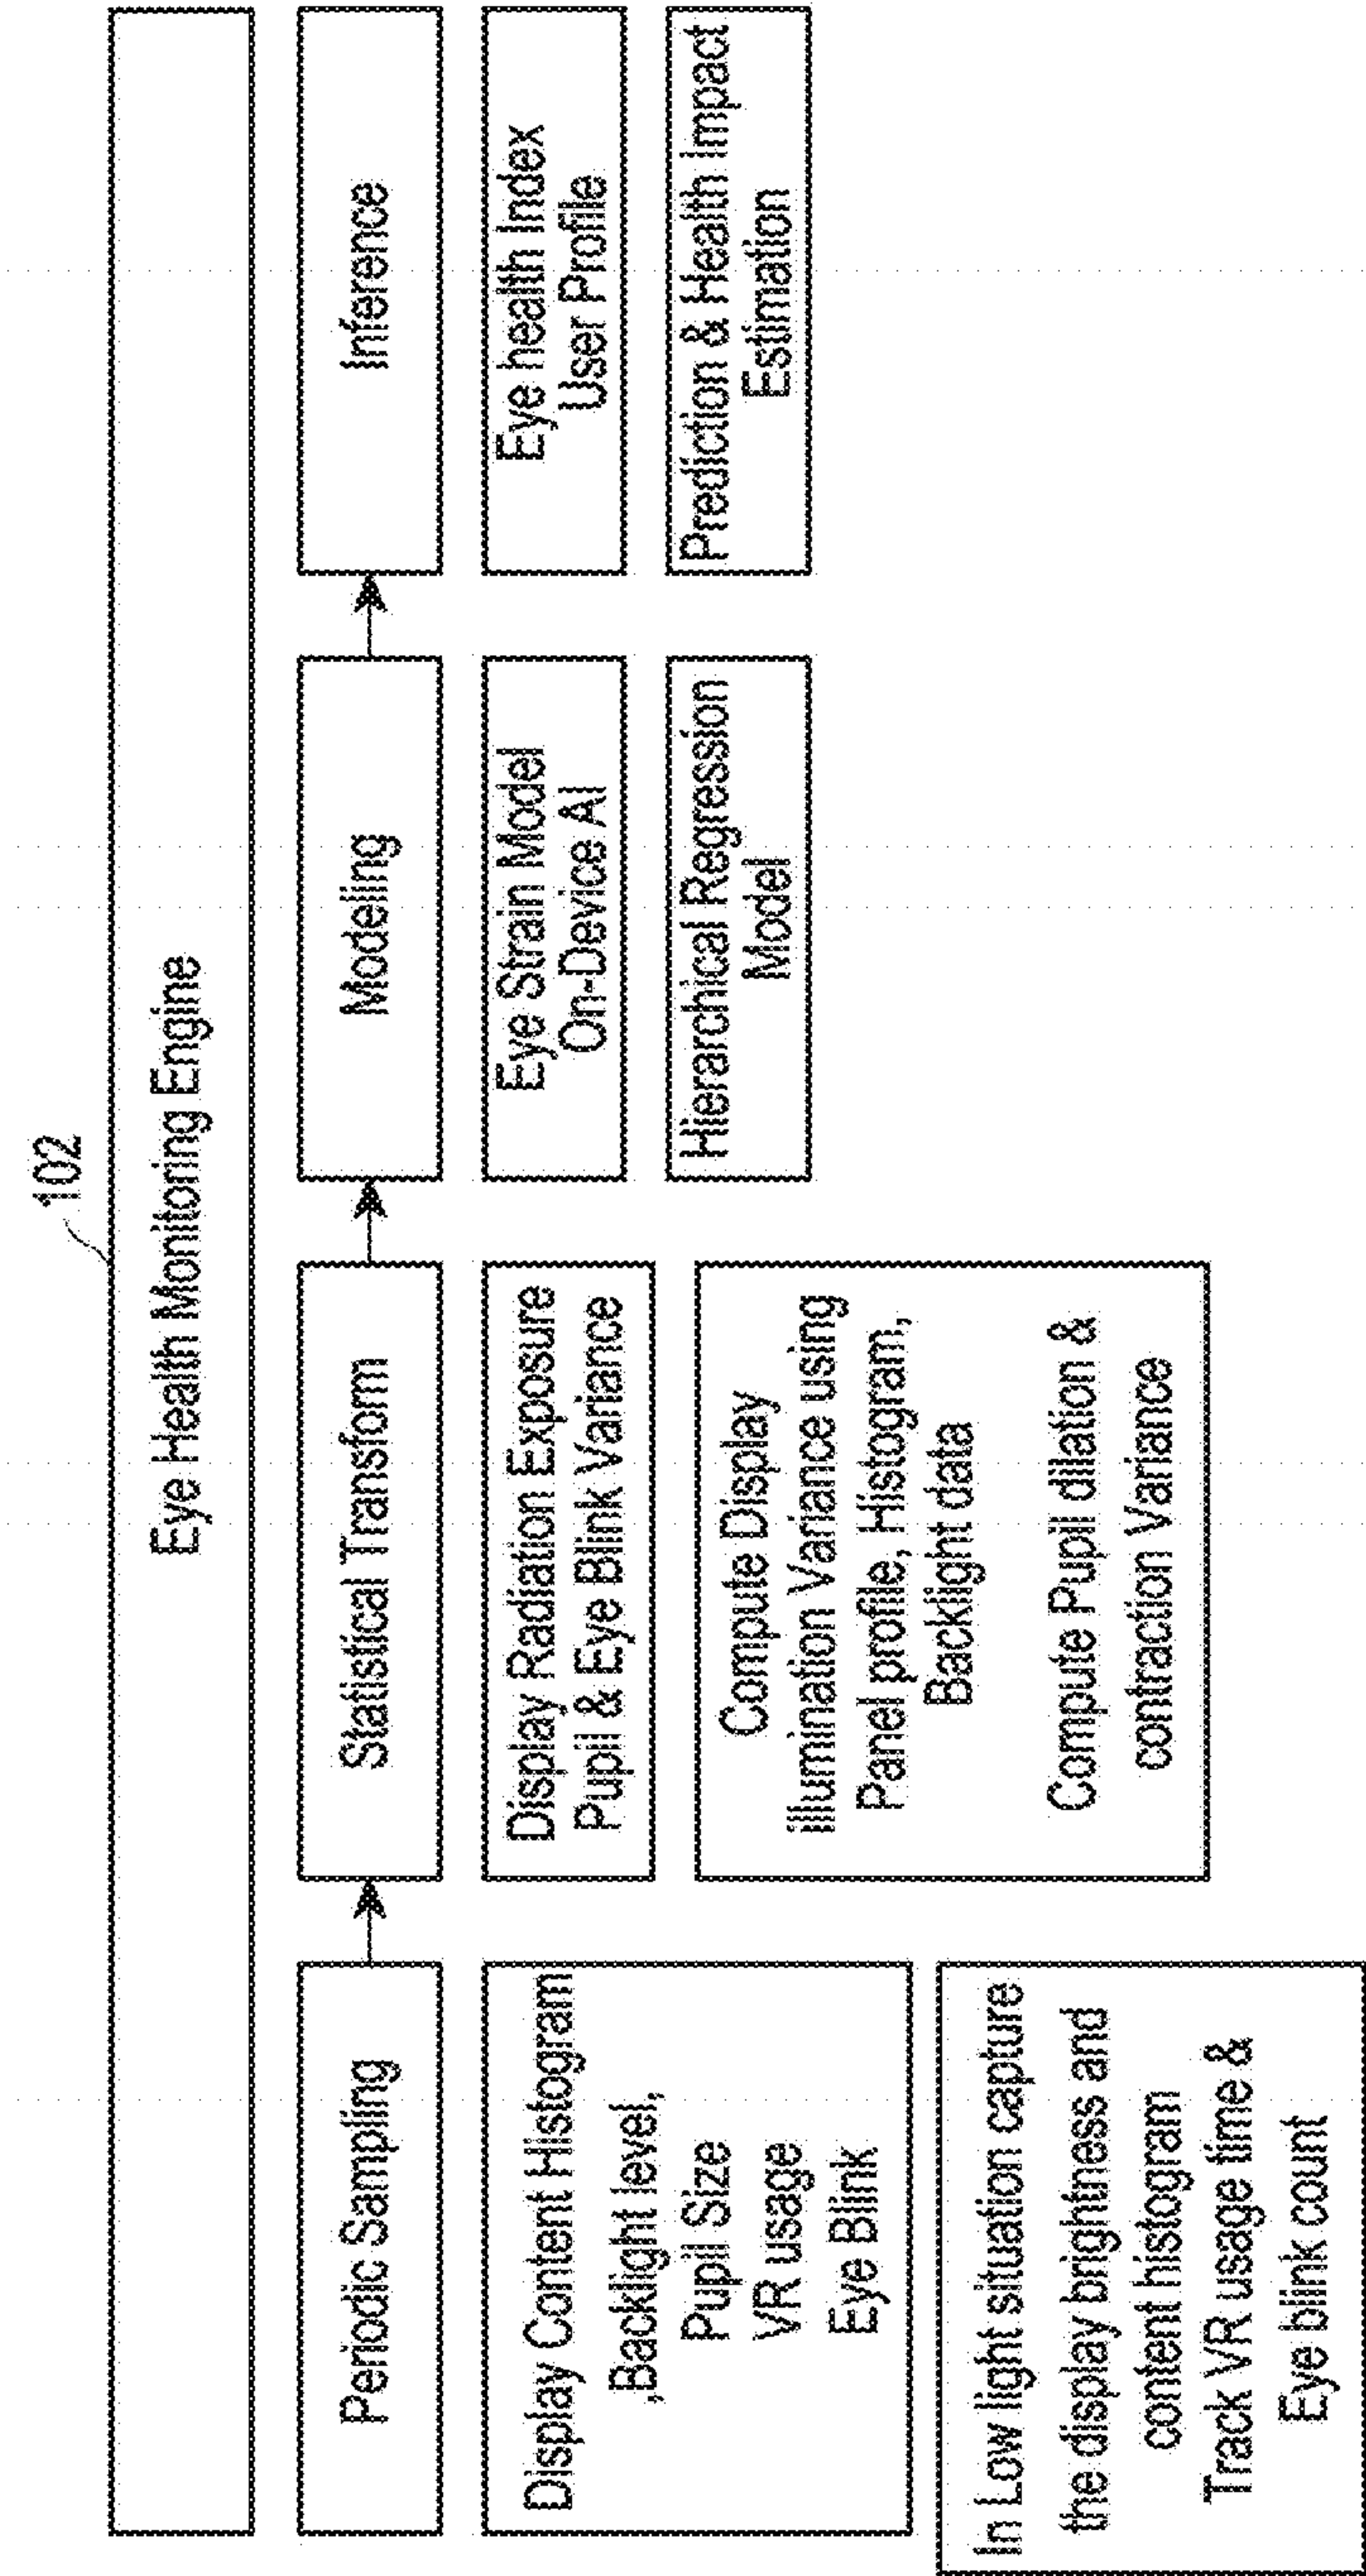 102
Eye Health Monitoring Engine
Periodic Sampling
Display Content Histogram
,Backlight level,
Pupil Size
VR usage
Eye Blink
In Low light situation capture
the display brightness and
content histogram
Track VR usage time &
Eye blink count
Statistical Transform
Display Radiation Exposure
Pupil & Eye Blink Variance
Compute Display
illumination Variance using
Panel profile, Histogram,
Backlight data
Compute Pupil dilation &
contraction Variance
Modeling
Eye Strain Model
On-Device AI
Hierarchical Regression
Model
Inference
Eye health Index
User Profile
Prediction & Health Impact
Estimation